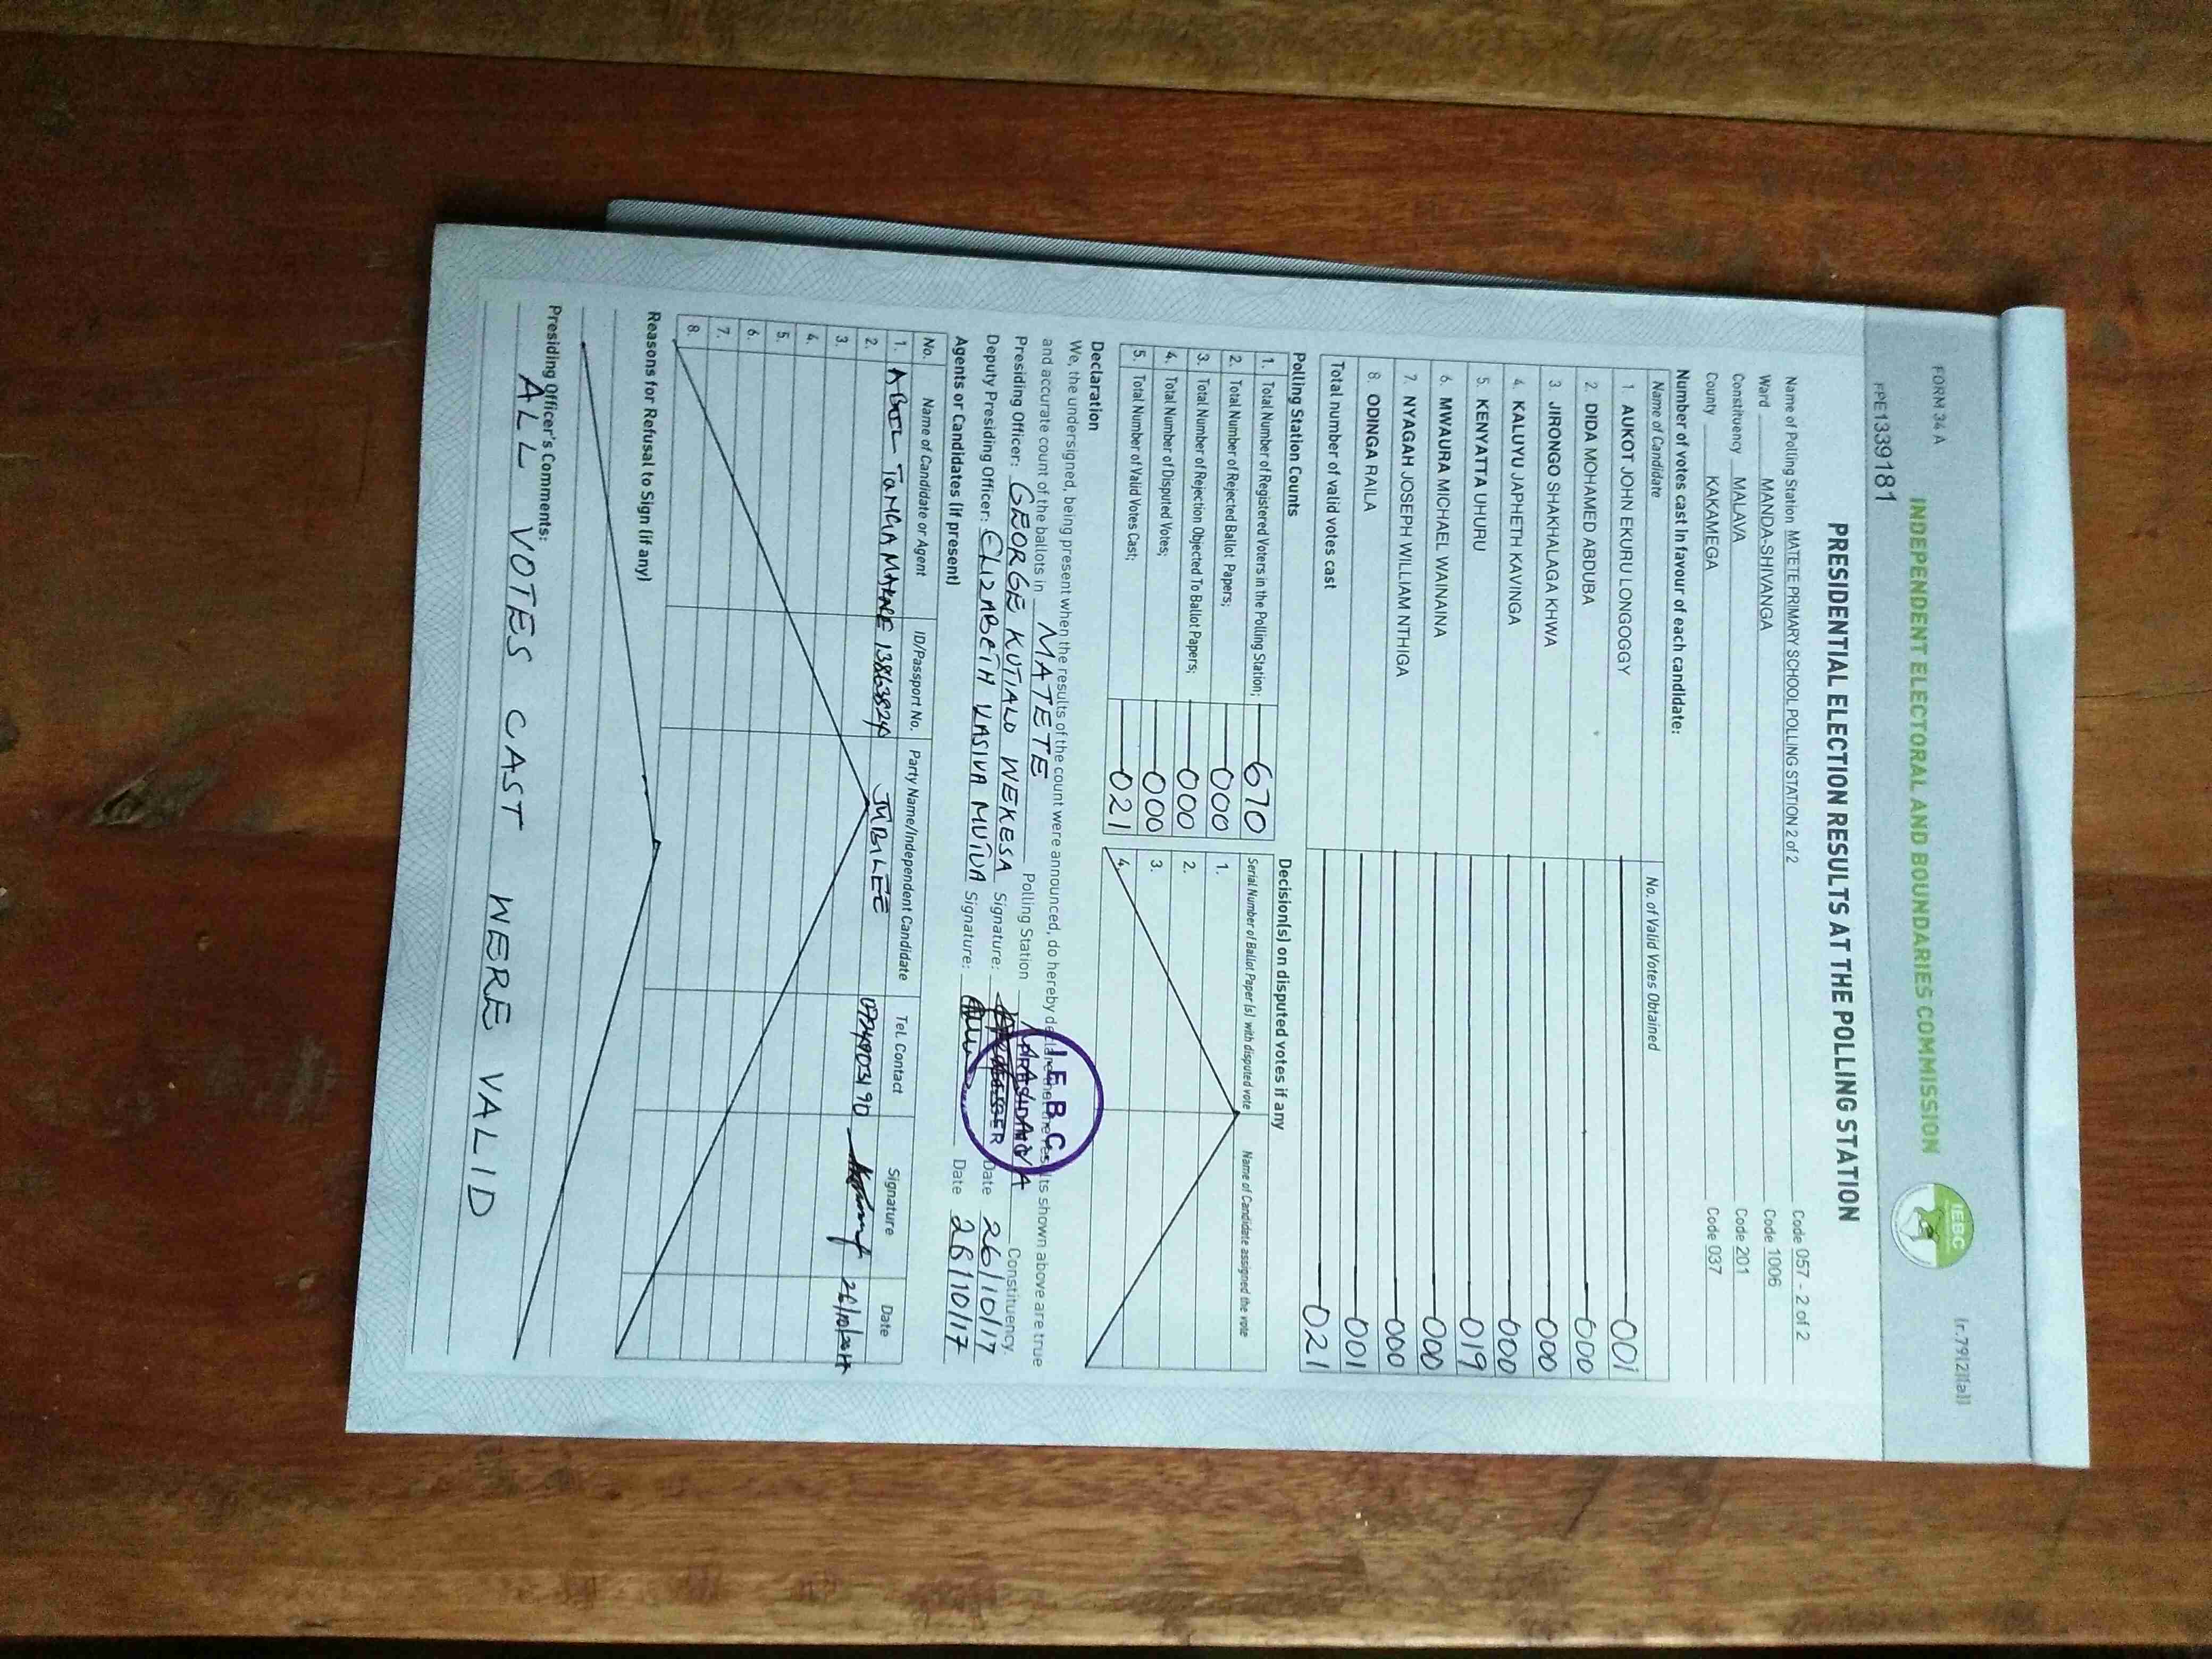 FORM 34 A
(r.79(2)(a))
INDEPENDENT ELECTORAL AND BOUNDARIES COMMISSION
IEBC
FPE1339181
PRESIDENTIAL ELECTION RESULTS AT THE POLLING STATION
Name of Polling Station MATETE PRIMARY SCHOOL POLLING STATION 2 of 2 Code 057 - 2 of 2
Ward MANDA-SHIVANGA Code 1006
Constituency MALAVA Code 201
County KAKAMEGA Code 037
Number of votes cast in favour of each candidate:
Name of Candidate No. of Valid Votes Obtained
1. AUKOT JOHN EKURU LONGOGGY 001
2. DIDA MOHAMED ABDUBA 000
3. JIRONGO SHAKHALAGA KHWA 000
4. KALUYU JAPHETH KAVINGA 000
5. KENYATTA UHURU 019
6. MWAURA MICHAEL WAINAINA 000
7. NYAGAH JOSEPH WILLIAM NTHIGA 000
8. ODINGA RAILA 001
Total number of valid votes cast 021
Polling Station Counts Decision(s) on disputed votes if any
1. Total Number of Registered Voters in the Polling Station; 670 Serial Number of Ballot Paper (s) with disputed vote Name of Candidate assigned the vote
2. Total Number of Rejected Ballot Papers; 000 1.
3. Total Number of Rejection Objected To Ballot Papers; 000 2.
4. Total Number of Disputed Votes; 000 3.
5. Total Number of Valid Votes Cast; 021 4.
Declaration
We, the undersigned, being present when the results of the count were announced, do hereby declare that the results shown above are true
and accurate count of the ballots in MATETE Polling Station Constituency.
Presiding Officer: GEORGE KUTIALO WEKESA Signature: Date 26/10/17
Deputy Presiding Officer: ELIZABETH Signature: Date 26/10/17
IEBC
Agents or Candidates (if present)
No. Name of Candidate or Agent ID/Passport No. Party Name/Independent Candidate Tel. Contact Signature Date
1. ABEL JUBILEE 0724903190 26/10/2017
2.
3.
4.
5.
6.
7.
8.
Reasons for Refusal to Sign (if any)
Presiding Officer's Comments:
ALL VOTES CAST WERE VALID